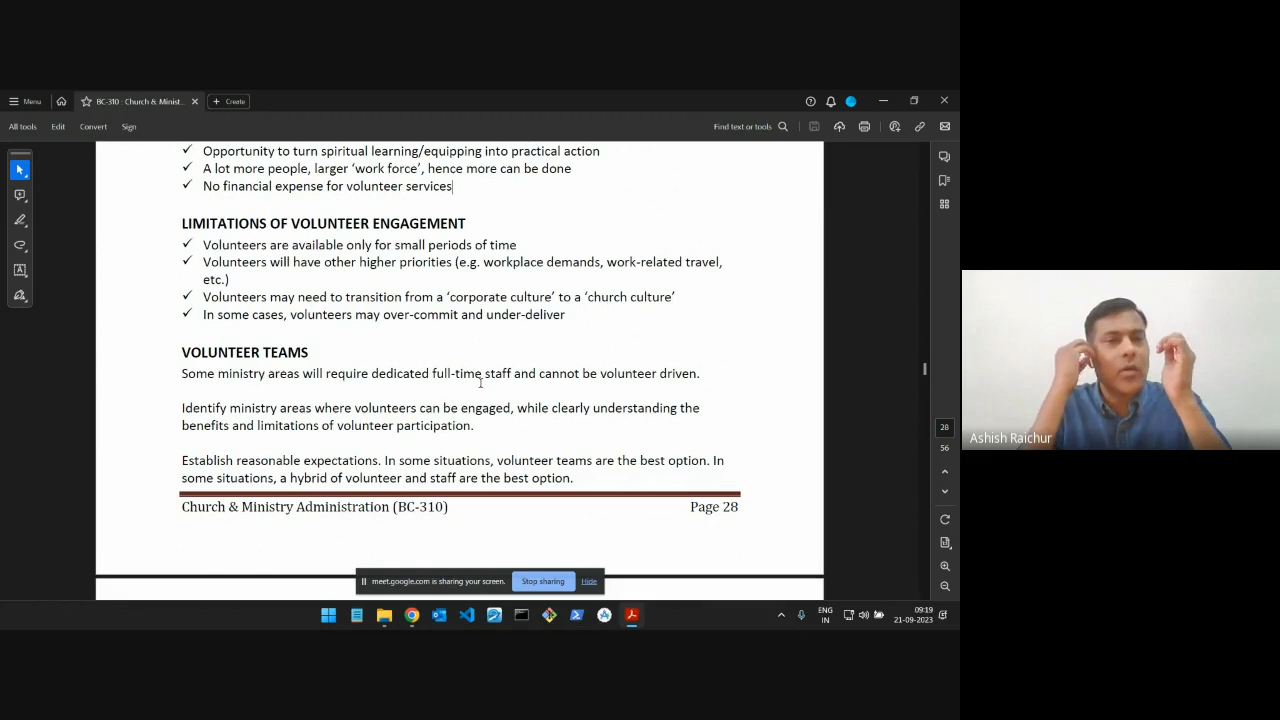 Menu
BC-310 : Church & Minist...
Create
All tools
Edit
Convert
Sign
Find text or tools
✓ Opportunity to turn spiritual learning/equipping into practical action
✓ A lot more people, larger ‘work force’, hence more can be done
✓ No financial expense for volunteer services
LIMITATIONS OF VOLUNTEER ENGAGEMENT
✓ Volunteers are available only for small periods of time
✓ Volunteers will have other higher priorities (e.g. workplace demands, work-related travel,
etc.)
✓ Volunteers may need to transition from a ‘corporate culture’ to a ‘church culture’
✓ In some cases, volunteers may over-commit and under-deliver
VOLUNTEER TEAMS
Some ministry areas will require dedicated full-time staff and cannot be volunteer driven.
Identify ministry areas where volunteers can be engaged, while clearly understanding the
benefits and limitations of volunteer participation.
Establish reasonable expectations. In some situations, volunteer teams are the best option. In
some situations, a hybrid of volunteer and staff are the best option.
Church & Ministry Administration (BC-310)
Page 28
28
56
Ashish Raichur
meet.google.com is sharing your screen.
Stop sharing
Hide
ENG
IN
09:19
21-09-2023